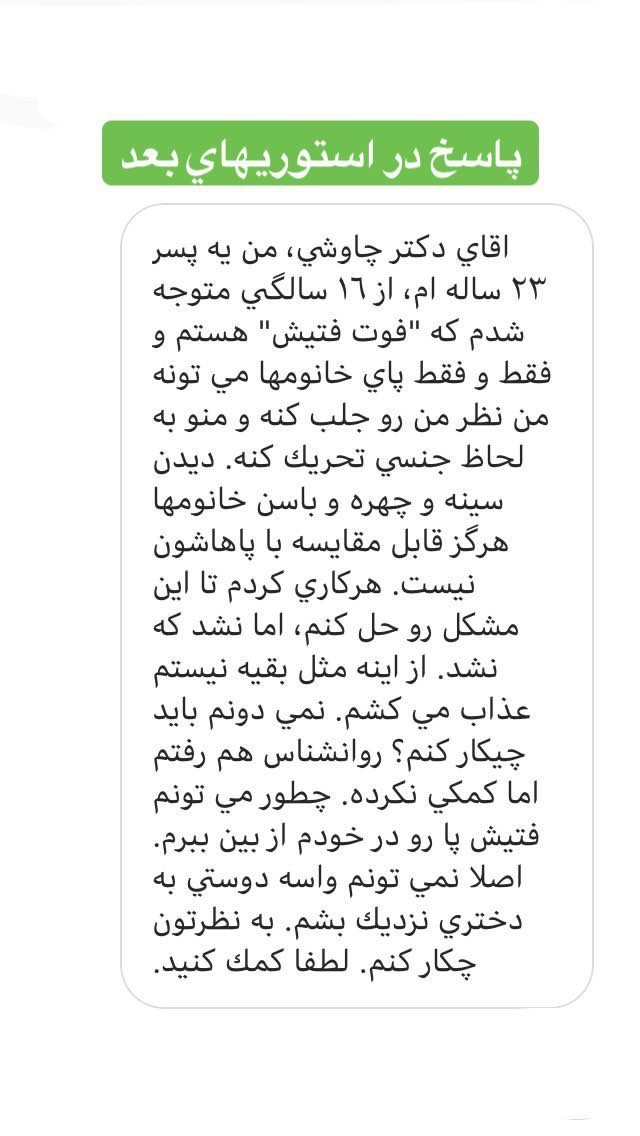 پاسخ در استوريهاي بعد
اقاي دكتر چاوشي، من يه پسر
٢٣ ساله ام، از ١٦ سالگي متوجه
شدم كه "فوت فتيش" هستم و
فقط و فقط پاي خانومها مي تونه
من نظر من رو جلب كنه و منو به
لحاظ جنسي تحريك كنه. ديدن
سينه و چهره و باسن خانومها
هرگز قابل مقايسه با پاهاشون
نيست. هركاري كردم تا اين
مشكل رو حل كنم، اما نشد كه
نشد. از اينه مثل بقيه نيستم
عذاب مي كشم. نمي دونم بايد
چيكار كنم؟ روانشناس هم رفتم
اما كمكي نكرده. چطور مي تونم
فتيش پا رو در خودم از بين ببرم.
اصلا نمي تونم واسه دوستي به
دختري نزديك بشم. به نظرتون
چكار كنم. لطفا كمك كنيد.